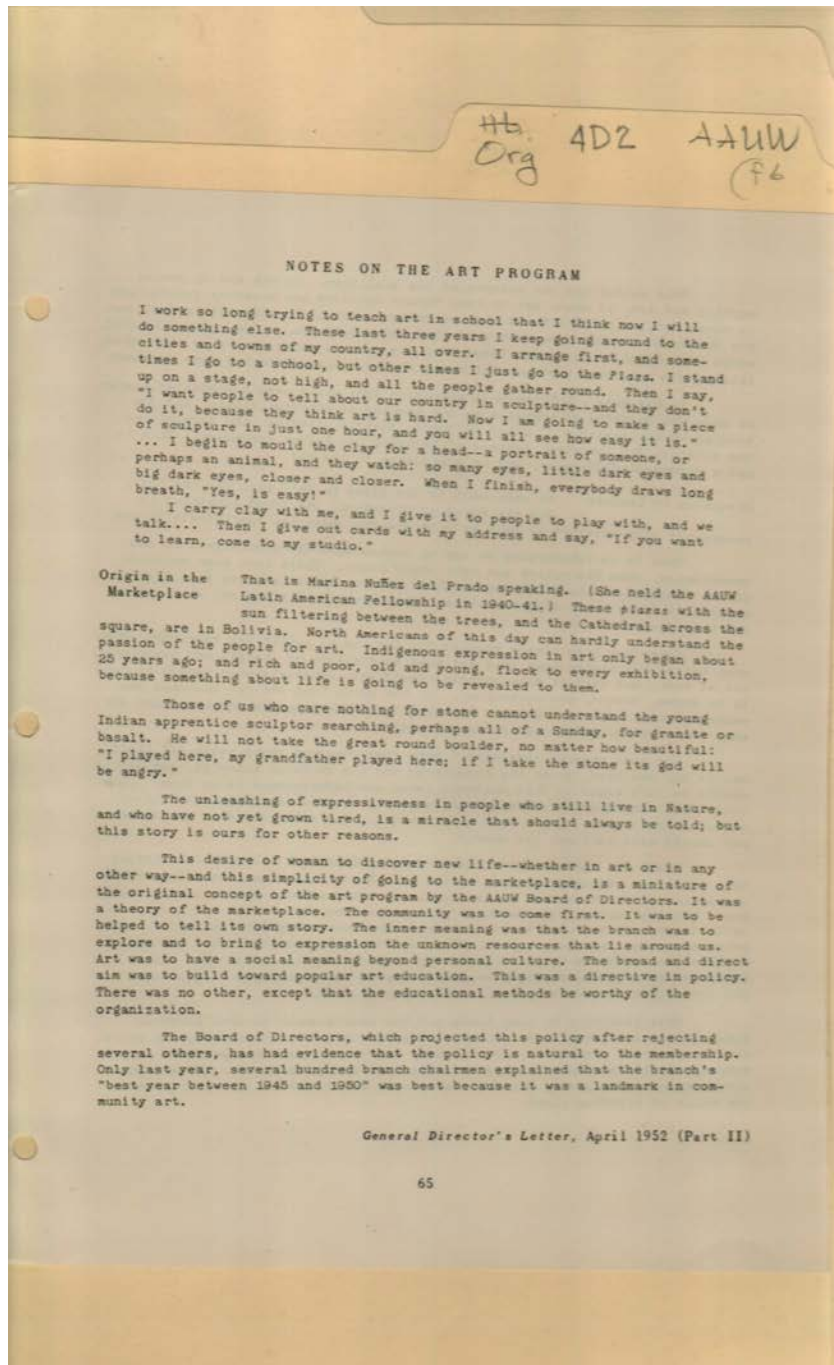 Hb.
Org 4D2 AAUW
(f6
NOTES ON THE ART PROGRAM
I work so long trying to teach art in school that I think now I will
do something else. These last three years I keep going around to the
cities and towns of my country, all over. I arrange first, and some-
times I go to a school, but other times I just go to the Plaza. I stand
up on a stage, not high, and all the people gather round. Then I say,
"I want people to tell about our country in sculpture--and they don't
do it, because they think art is hard. Now I am going to make a piece
of sculpture in just one hour, and you will all see how easy it is."
... I begin to mould the clay for a head--a portrait of someone, or
perhaps an animal, and they watch: so many eyes, little dark eyes and
big dark eyes, closer and closer. When I finish, everybody draws long
breath, "Yes, is easy!"
I carry clay with me, and I give it to people to play with, and we
talk.... Then I give out cards with my address and say, "If you want
to learn, come to my studio."
Origin in the Marketplace
That is Marina Nuñez del Prado speaking. (She held the AAUW
Latin American Fellowship in 1940-41.) These plazas with the
sun filtering between the trees, and the Cathedral across the
square, are in Bolivia. North Americans of this day can hardly understand the
passion of the people for art. Indigenous expression in art only began about
25 years ago; and rich and poor, old and young, flock to every exhibition,
because something about life is going to be revealed to them.
Those of us who care nothing for stone cannot understand the young
Indian apprentice sculptor searching, perhaps all of a Sunday, for granite or
basalt. He will not take the great round boulder, no matter how beautiful:
"I played here, my grandfather played here; if I take the stone its god will
be angry."
The unleashing of expressiveness in people who still live in Nature,
and who have not yet grown tired, is a miracle that should always be told; but
this story is ours for other reasons.
This desire of woman to discover new life--whether in art or in any
other way--and this simplicity of going to the marketplace, is a miniature of
the original concept of the art program by the AAUW Board of Directors. It was
a theory of the marketplace. The community was to come first. It was to be
helped to tell its own story. The inner meaning was that the branch was to
explore and to bring to expression the unknown resources that lie around us.
Art was to have a social meaning beyond personal culture. The broad and direct
aim was to build toward popular art education. This was a directive in policy.
There was no other, except that the educational methods be worthy of the
organization.
The Board of Directors, which projected this policy after rejecting
several others, has had evidence that the policy is natural to the membership.
Only last year, several hundred branch chairmen explained that the branch's
"best year between 1945 and 1950" was best because it was a landmark in com-
munity art.
General Director's Letter, April 1952 (Part II)
65